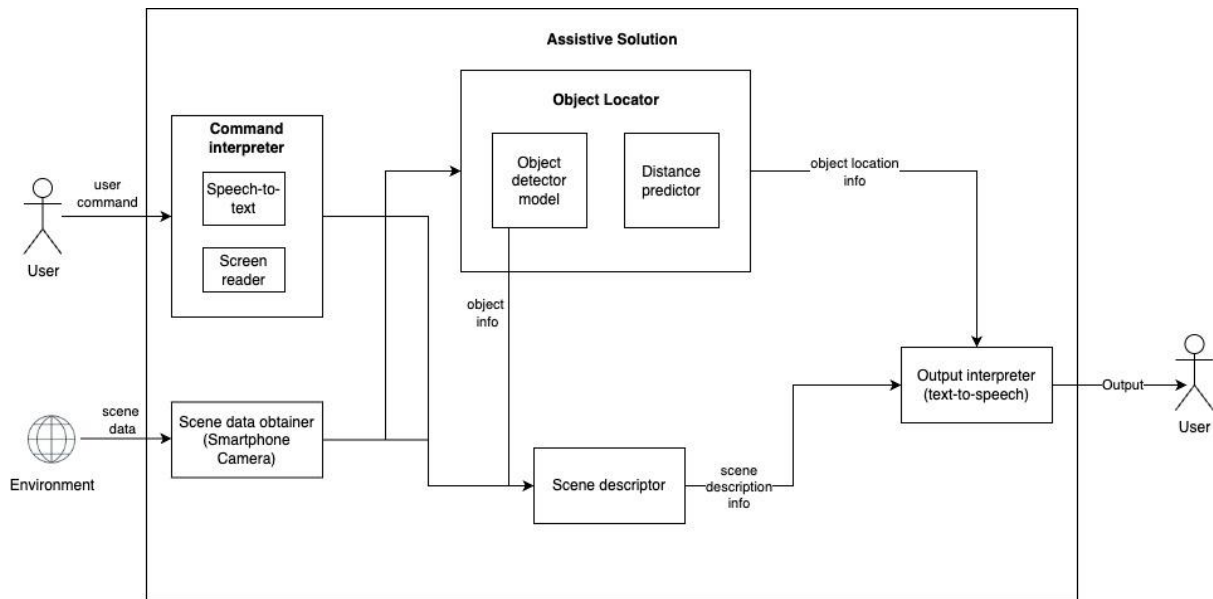 Assistive Solution
Object Locator
Object
detector
model
Distance
predictor
object location
info
Command
interpreter
Speech-to-
text
Screen
reader
user
command
User
object
info
scene
data
Environment
Scene data obtainer
(Smartphone
Camera)
Scene descriptor
scene
description
info
Output interpreter
(text-to-speech)
Output
User